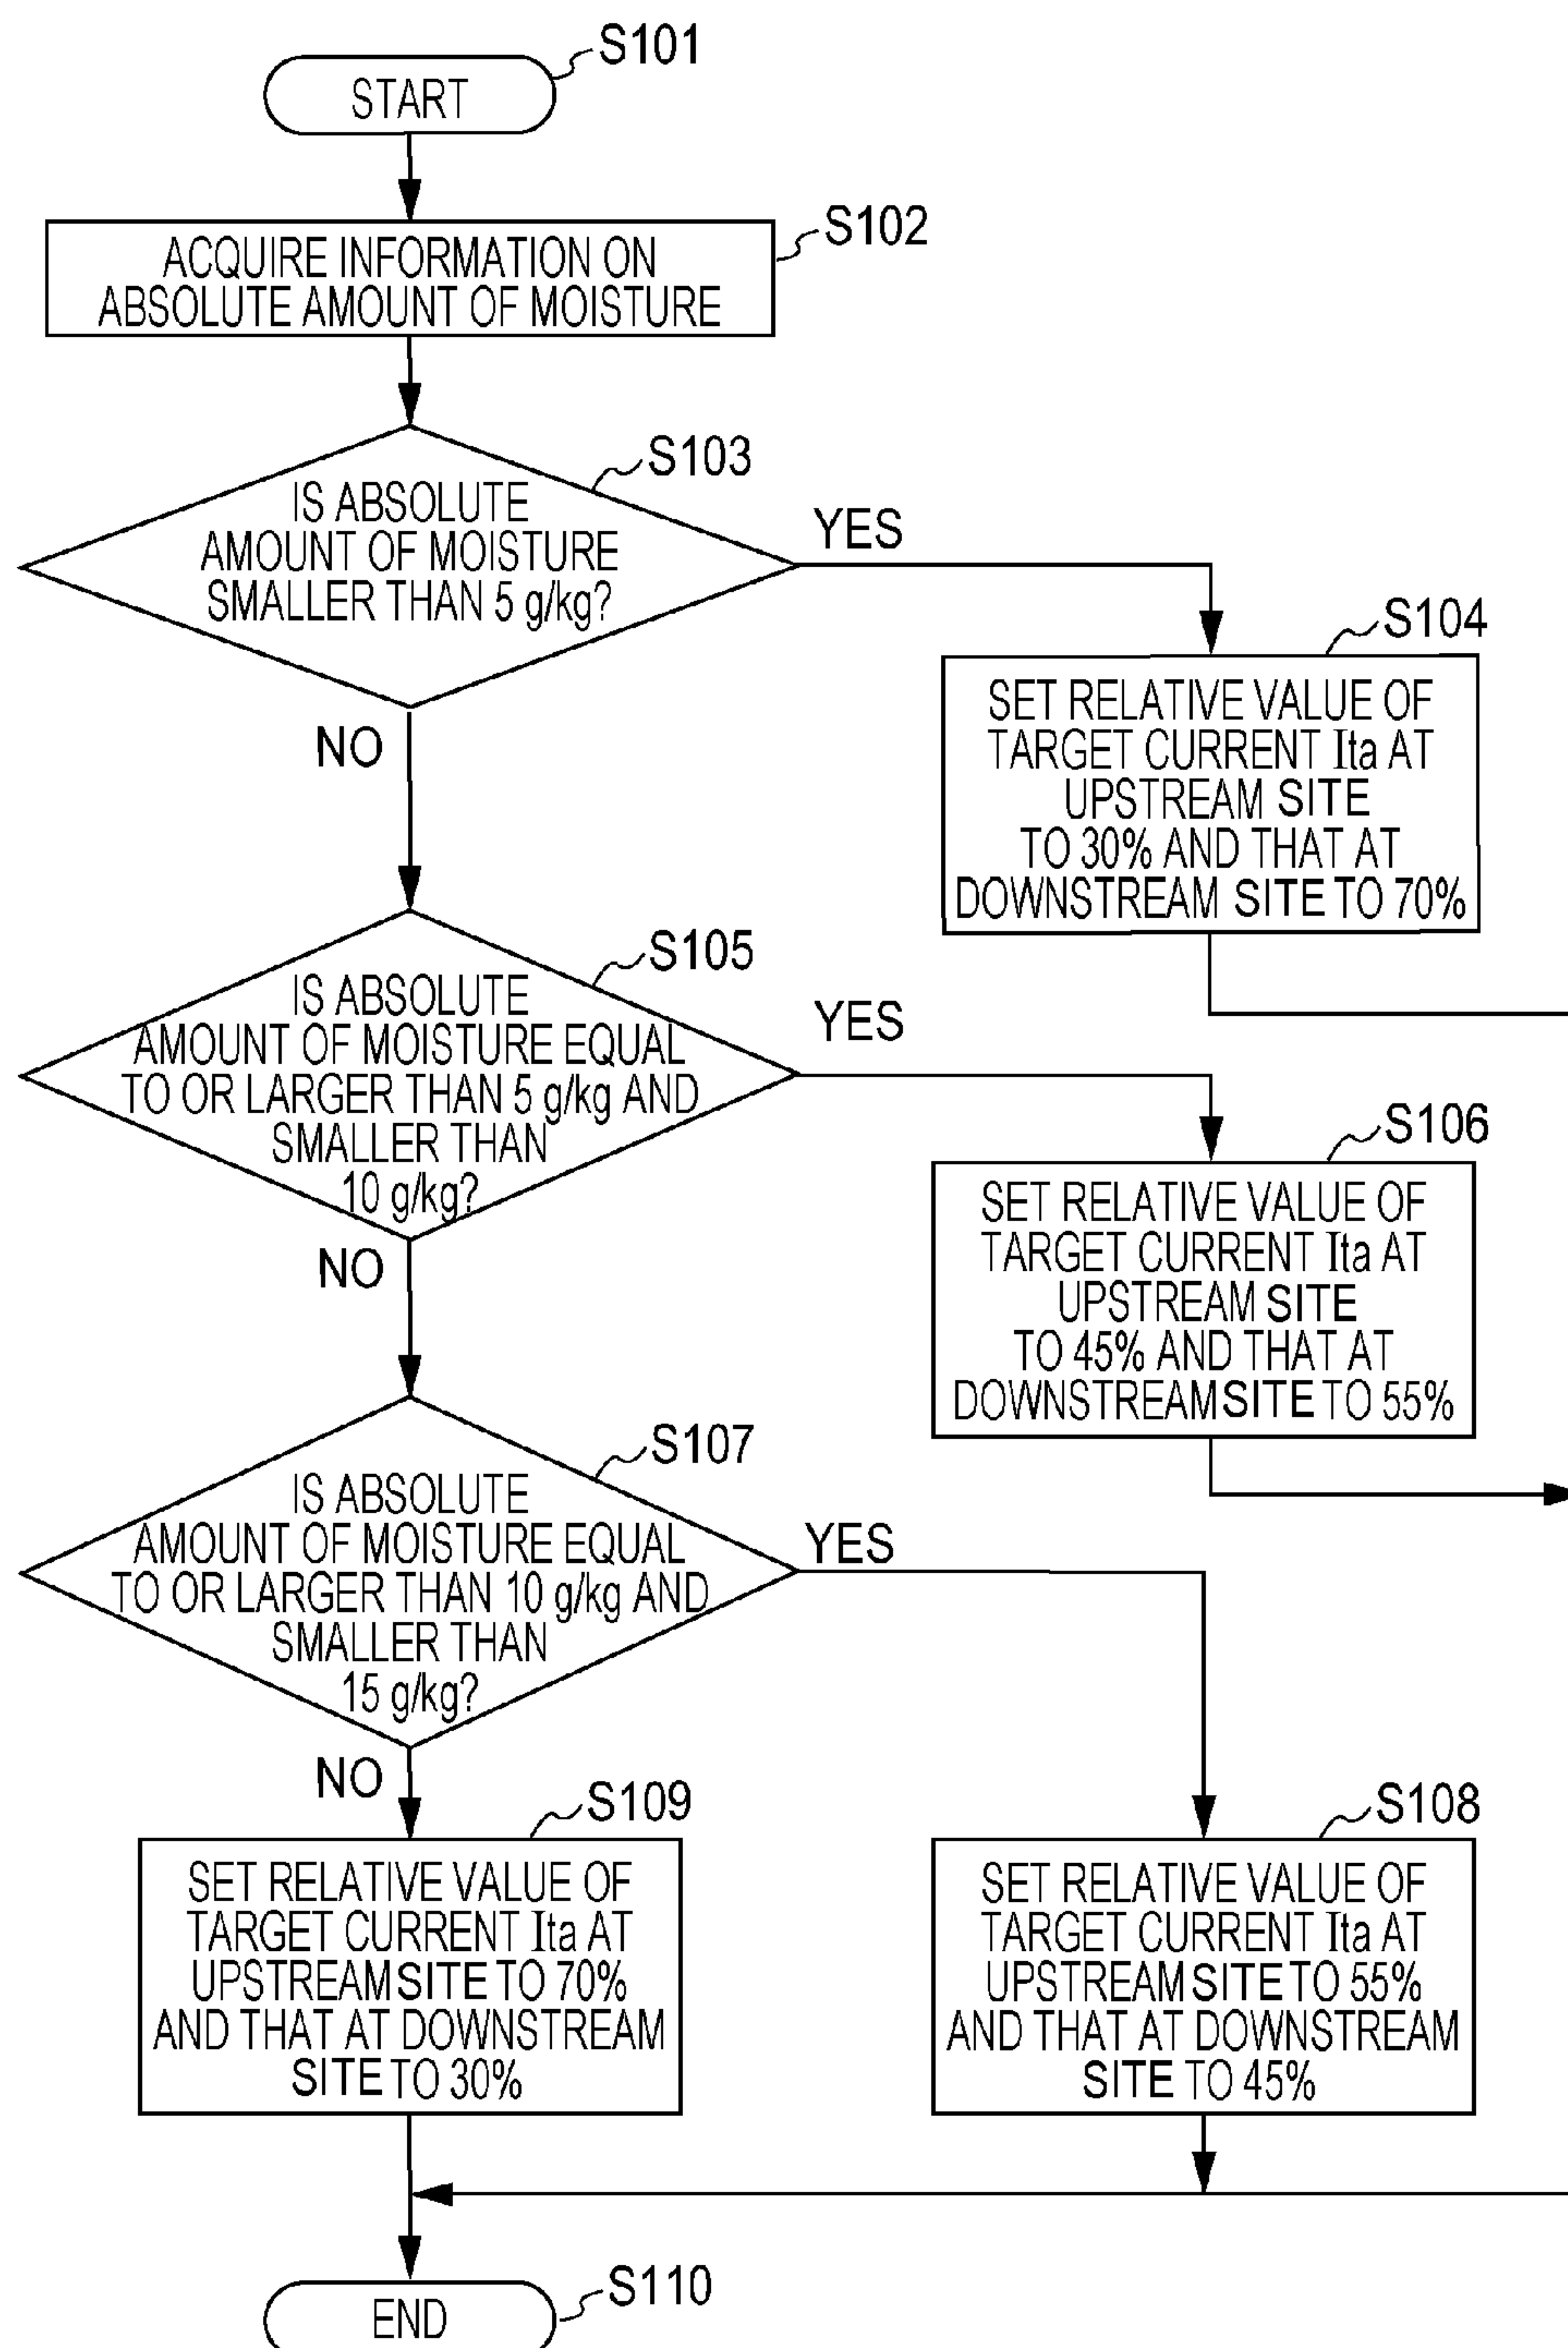 S101
START
S102
ACQUIRE INFORMATION ON
ABSOLUTE AMOUNT OF MOISTURE
S103
IS ABSOLUTE
AMOUNT OF MOISTURE
SMALLER THAN 5 g/kg?
YES
NO
S104
SET RELATIVE VALUE OF
TARGET CURRENT Ita AT
UPSTREAM SITE
TO 30% AND THAT AT
DOWNSTREAM SITE TO 70%
S105
IS ABSOLUTE
AMOUNT OF MOISTURE EQUAL
TO OR LARGER THAN 5 g/kg AND
SMALLER THAN
10 g/kg?
YES
NO
S106
SET RELATIVE VALUE OF
TARGET CURRENT Ita AT
UPSTREAM SITE
TO 45% AND THAT AT
DOWNSTREAM SITE TO 55%
S107
IS ABSOLUTE
AMOUNT OF MOISTURE EQUAL
TO OR LARGER THAN 10 g/kg AND
SMALLER THAN
15 g/kg?
YES
NO
S109
SET RELATIVE VALUE OF
TARGET CURRENT Ita AT
UPSTREAM SITE TO 70%
AND THAT AT DOWNSTREAM
SITE TO 30%
S108
SET RELATIVE VALUE OF
TARGET CURRENT Ita AT
UPSTREAM SITE TO 55%
AND THAT AT DOWNSTREAM
SITE TO 45%
S110
END